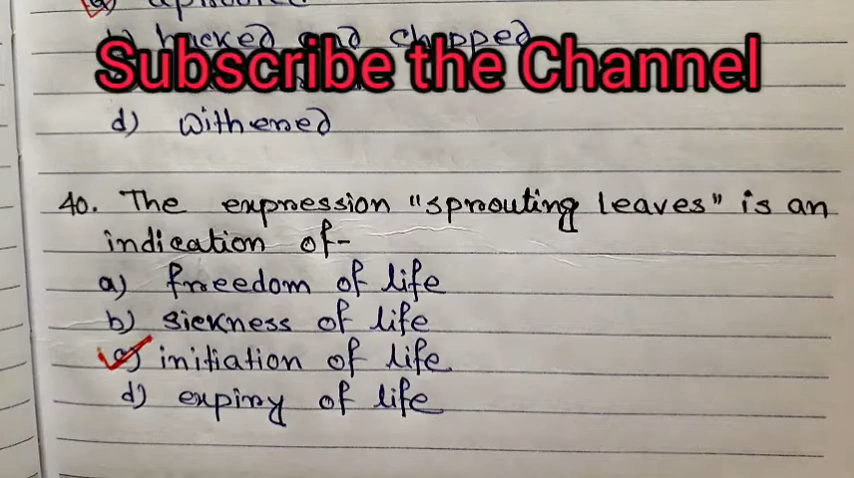 b) hacked and chopped
Subscribe the Channel
d) withered
40. The expression "sprouting leaves" is an
indication of-
a) freedom of life
b) sickness of life
c) initiation of life
d) expiry of life